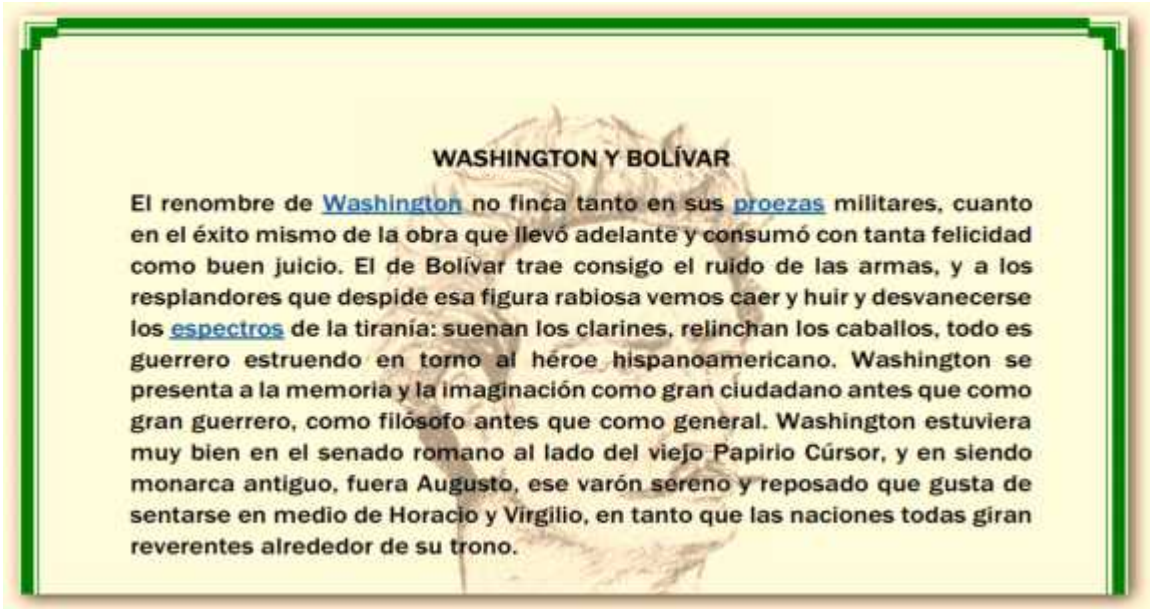 WASHINGTON Y BOLÍVAR
El renombre de Washington no finca tanto en sus proezas militares, cuanto
en el éxito mismo de la obra que llevó adelante y consumó con tanta felicidad
como buen juicio. El de Bolívar trae consigo el ruido de las armas, y a los
resplandores que despide esa figura rabiosa vemos caer y huir y desvanecerse
los espectros de la tiranía: suenan los clarines, relinchan los caballos, todo es
guerrero estruendo en torno al héroe hispanoamericano. Washington se
presenta a la memoria y la imaginación como gran ciudadano antes que como
gran guerrero, como filósofo antes que como general. Washington estuviera
muy bien en el senado romano al lado del viejo Papirio Cúrsor, y en siendo
monarca antiguo, fuera Augusto, ese varón sereno y reposado que gusta de
sentarse en medio de Horacio y Virgilio, en tanto que las naciones todas giran
reverentes alrededor de su trono.